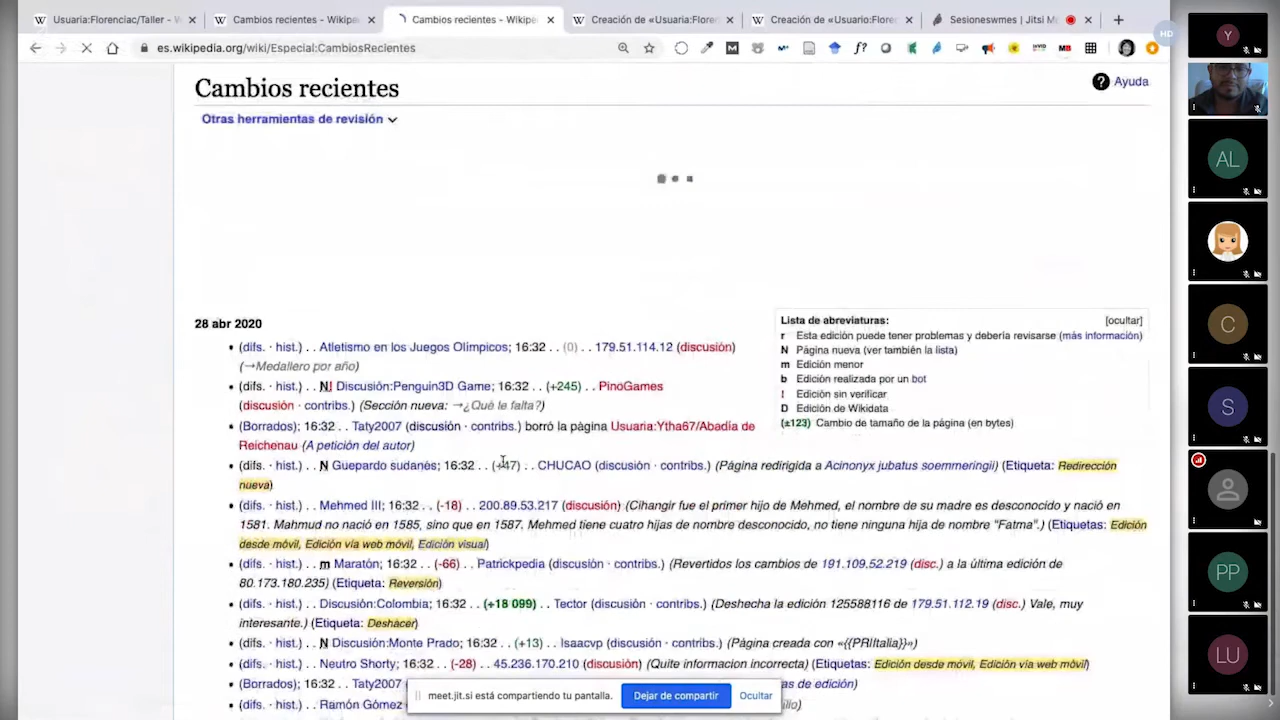 Usuaria:Florenciac/Taller - W
Cambios recientes - Wikipe
Cambios recientes - Wikipe
Creación de «Usuaria:Floren
Creación de «Usuario:Flore
Sesioneswmes | Jitsi M
es.wikipedia.org/wiki/Especial:CambiosRecientes
HD
Cambios recientes
Ayuda
Otras herramientas de revisión
28 abr 2020
Lista de abreviaturas: [ocultar]
r Esta edición puede tener problemas y debería revisarse (más información)
N Página nueva (ver también la lista)
m Edición menor
b Edición realizada por un bot
! Edición sin verificar
D Edición de Wikidata
(±123) Cambio de tamaño de la página (en bytes)
(difs. · hist.) . . Atletismo en los Juegos Olímpicos; 16:32 . . (0) . . 179.51.114.12 (discusión)
(→Medallero por año)
(difs. · hist.) . . N! Discusión:Penguin3D Game; 16:32 . . (+245) . . PinoGames
(discusión · contribs.) (Sección nueva: →¿Qué le falta?)
(Borrados); 16:32 . . Taty2007 (discusión · contribs.) borró la página Usuaria:Ytha67/Abadía de
Reichenau (A petición del autor)
(difs. · hist.) . . N Guepardo sudanés; 16:32 . . (+47) . . CHUCAO (discusión · contribs.) (Página redirigida a Acinonyx jubatus soemmeringii) (Etiqueta: Redirección
nueva)
(difs. · hist.) . . Mehmed III; 16:32 . . (-18) . . 200.89.53.217 (discusión) (Cihangir fue el primer hijo de Mehmed, el nombre de su madre es desconocido y nació en
1581. Mahmud no nació en 1585, sino que en 1587. Mehmed tiene cuatro hijas de nombre desconocido, no tiene ninguna hija de nombre "Fatma".) (Etiquetas: Edición
desde móvil, Edición vía web móvil, Edición visual)
(difs. · hist.) . . m Maratón; 16:32 . . (-66) . . Patrickpedia (discusión · contribs.) (Revertidos los cambios de 191.109.52.219 (disc.) a la última edición de
80.173.180.235) (Etiqueta: Reversión)
(difs. · hist.) . . Discusión:Colombia; 16:32 . . (+18 099) . . Tector (discusión · contribs.) (Deshecha la edición 125588116 de 179.51.112.19 (disc.) Vale, muy
interesante.) (Etiqueta: Deshacer)
(difs. · hist.) . . N Discusión:Monte Prado; 16:32 . . (+13) . . Isaacvp (discusión · contribs.) (Página creada con «{{PR|Italia}}»)
(difs. · hist.) . . Neutro Shorty; 16:32 . . (-28) . . 45.236.170.210 (discusión) (Quite informacion incorrecta) (Etiquetas: Edición desde móvil, Edición vía web móvil)
(Borrados); 16:32 . . Taty2007 as de edición)
(difs. · hist.) . . Ramón Gómez
meet.jit.si está compartiendo tu pantalla. Dejar de compartir Ocultar
Y
AL
C
S
PP
LU